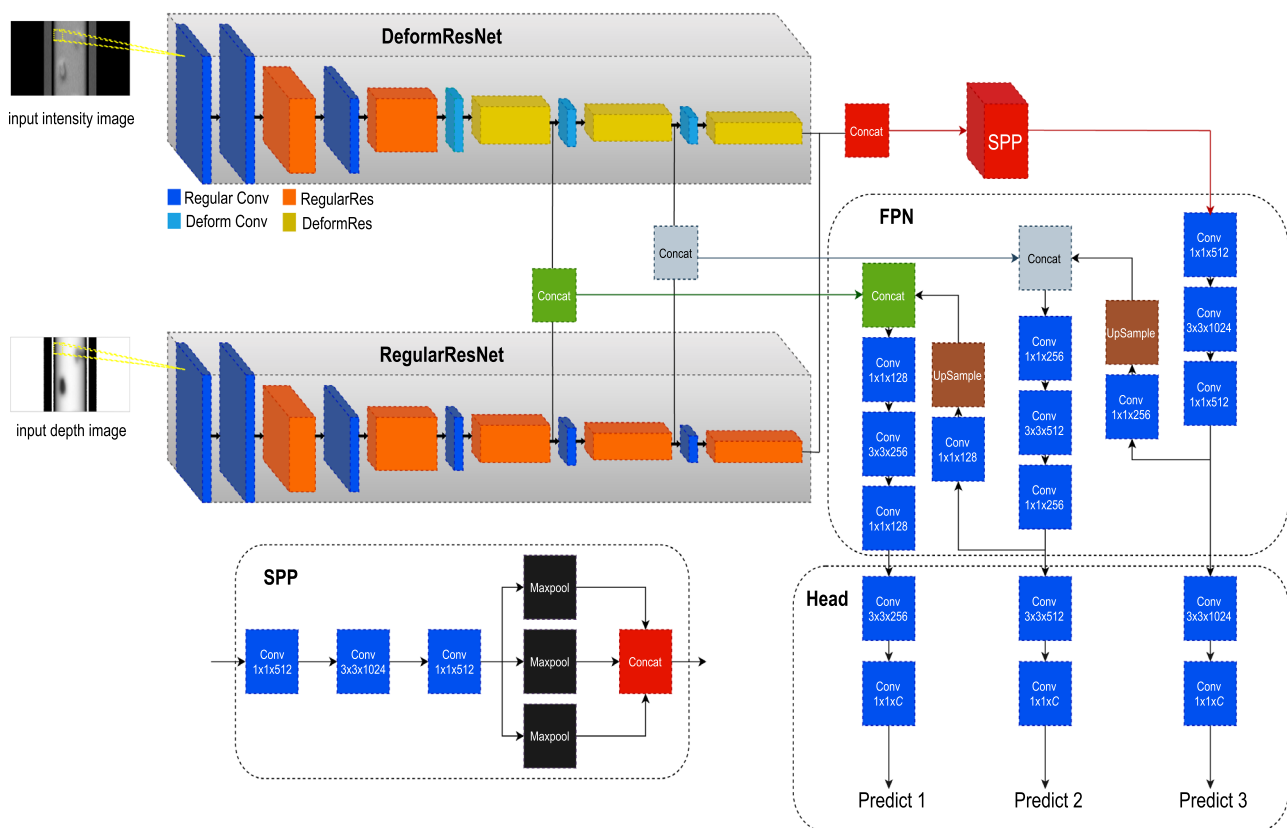 DeformResNet
input intensity image
Concat
SPP
Regular Conv
RegularRes
Deform Conv
DeformRes
FPN
Conv
1x1x512
Concat
Concat
Concat
Concat
Conv
3x3x1024
UpSample
Conv
1x1x256
UpSample
Conv
1x1x128
RegularResNet
Conv
1x1x512
Conv
1x1x256
Conv
3x3x512
Conv
3x3x256
Conv
1x1x128
input depth image
Conv
1x1x256
Conv
1x1x128
SPP
Maxpool
Head
Conv
3x3x256
Conv
3x3x512
Conv
3x3x1024
Conv
1x1x512
Conv
3x3x1024
Conv
1x1x512
Maxpool
Concat
Conv
1x1xC
Conv
1x1xC
Conv
1x1xC
Maxpool
Predict 1
Predict 2
Predict 3